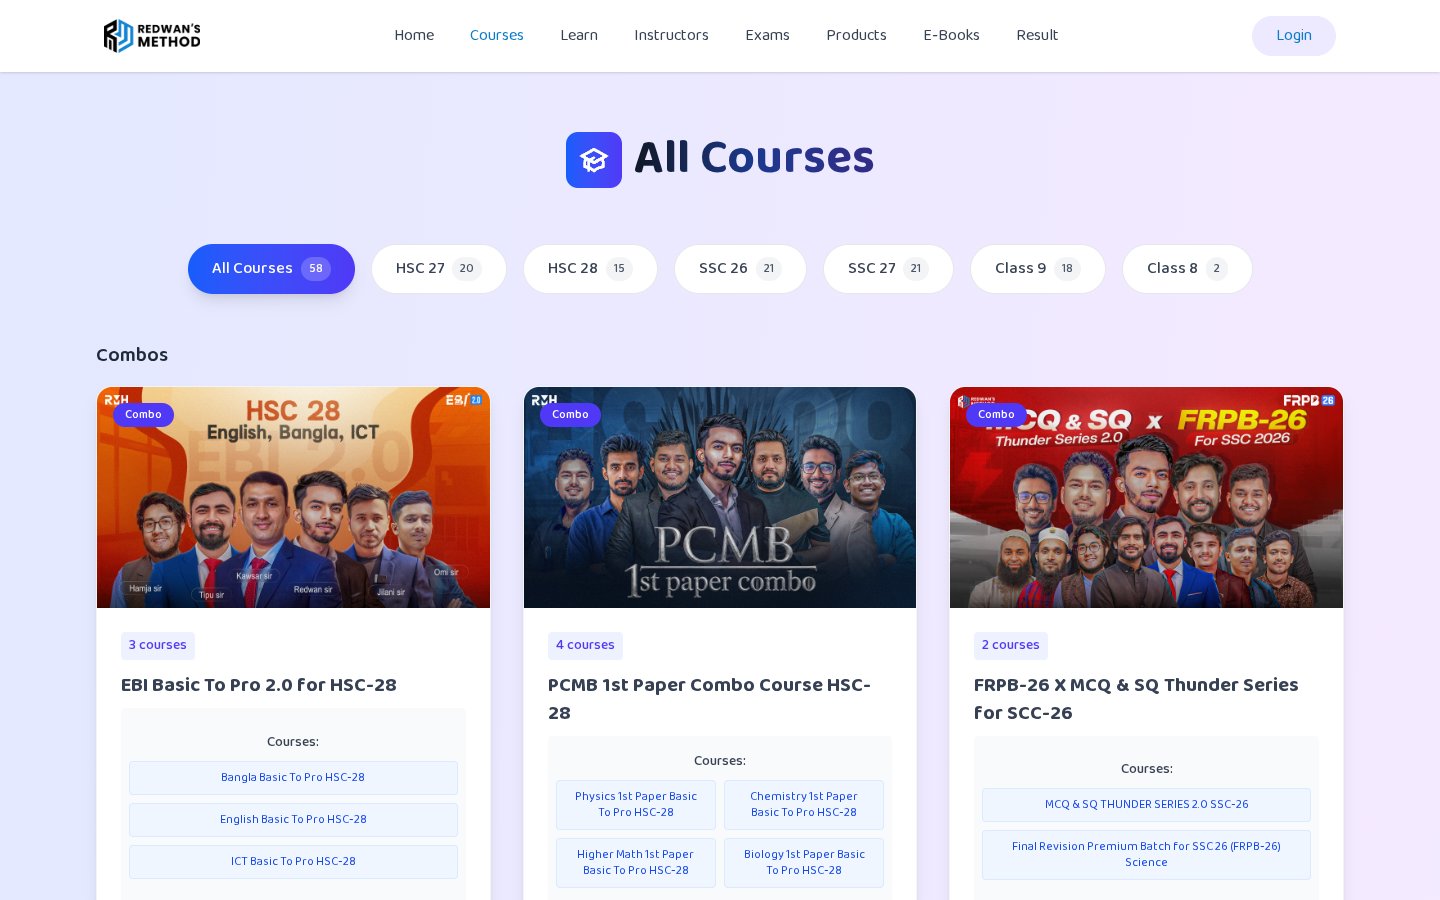 REDWAN'S
METHOD
Home
Courses
Learn
Instructors
Exams
Products
E-Books
Result
Login
All Courses
All Courses 58
HSC 27 20
HSC 28 15
SSC 26 21
SSC 27 21
Class 9 18
Class 8 2
Combos
Combo
HSC 28
English, Bangla, ICT
2.0
Hamja sir
Tipu sir
Kawsar sir
Redwan sir
Jilani sir
Omi sir
3 courses
EBI Basic To Pro 2.0 for HSC-28
Courses:
Bangla Basic To Pro HSC-28
English Basic To Pro HSC-28
ICT Basic To Pro HSC-28
Combo
PCMB
1st paper combo
4 courses
PCMB 1st Paper Combo Course HSC-
28
Courses:
Physics 1st Paper Basic
To Pro HSC-28
Chemistry 1st Paper
Basic To Pro HSC-28
Higher Math 1st Paper
Basic To Pro HSC-28
Biology 1st Paper Basic
To Pro HSC-28
Combo
FRPB 26
& SQ x FRPB-26
Thunder Series 2.0 For SSC 2026
2 courses
FRPB-26 X MCQ & SQ Thunder Series
for SCC-26
Courses:
MCQ & SQ THUNDER SERIES 2.0 SSC-26
Final Revision Premium Batch for SSC 26 (FRPB-26)
Science